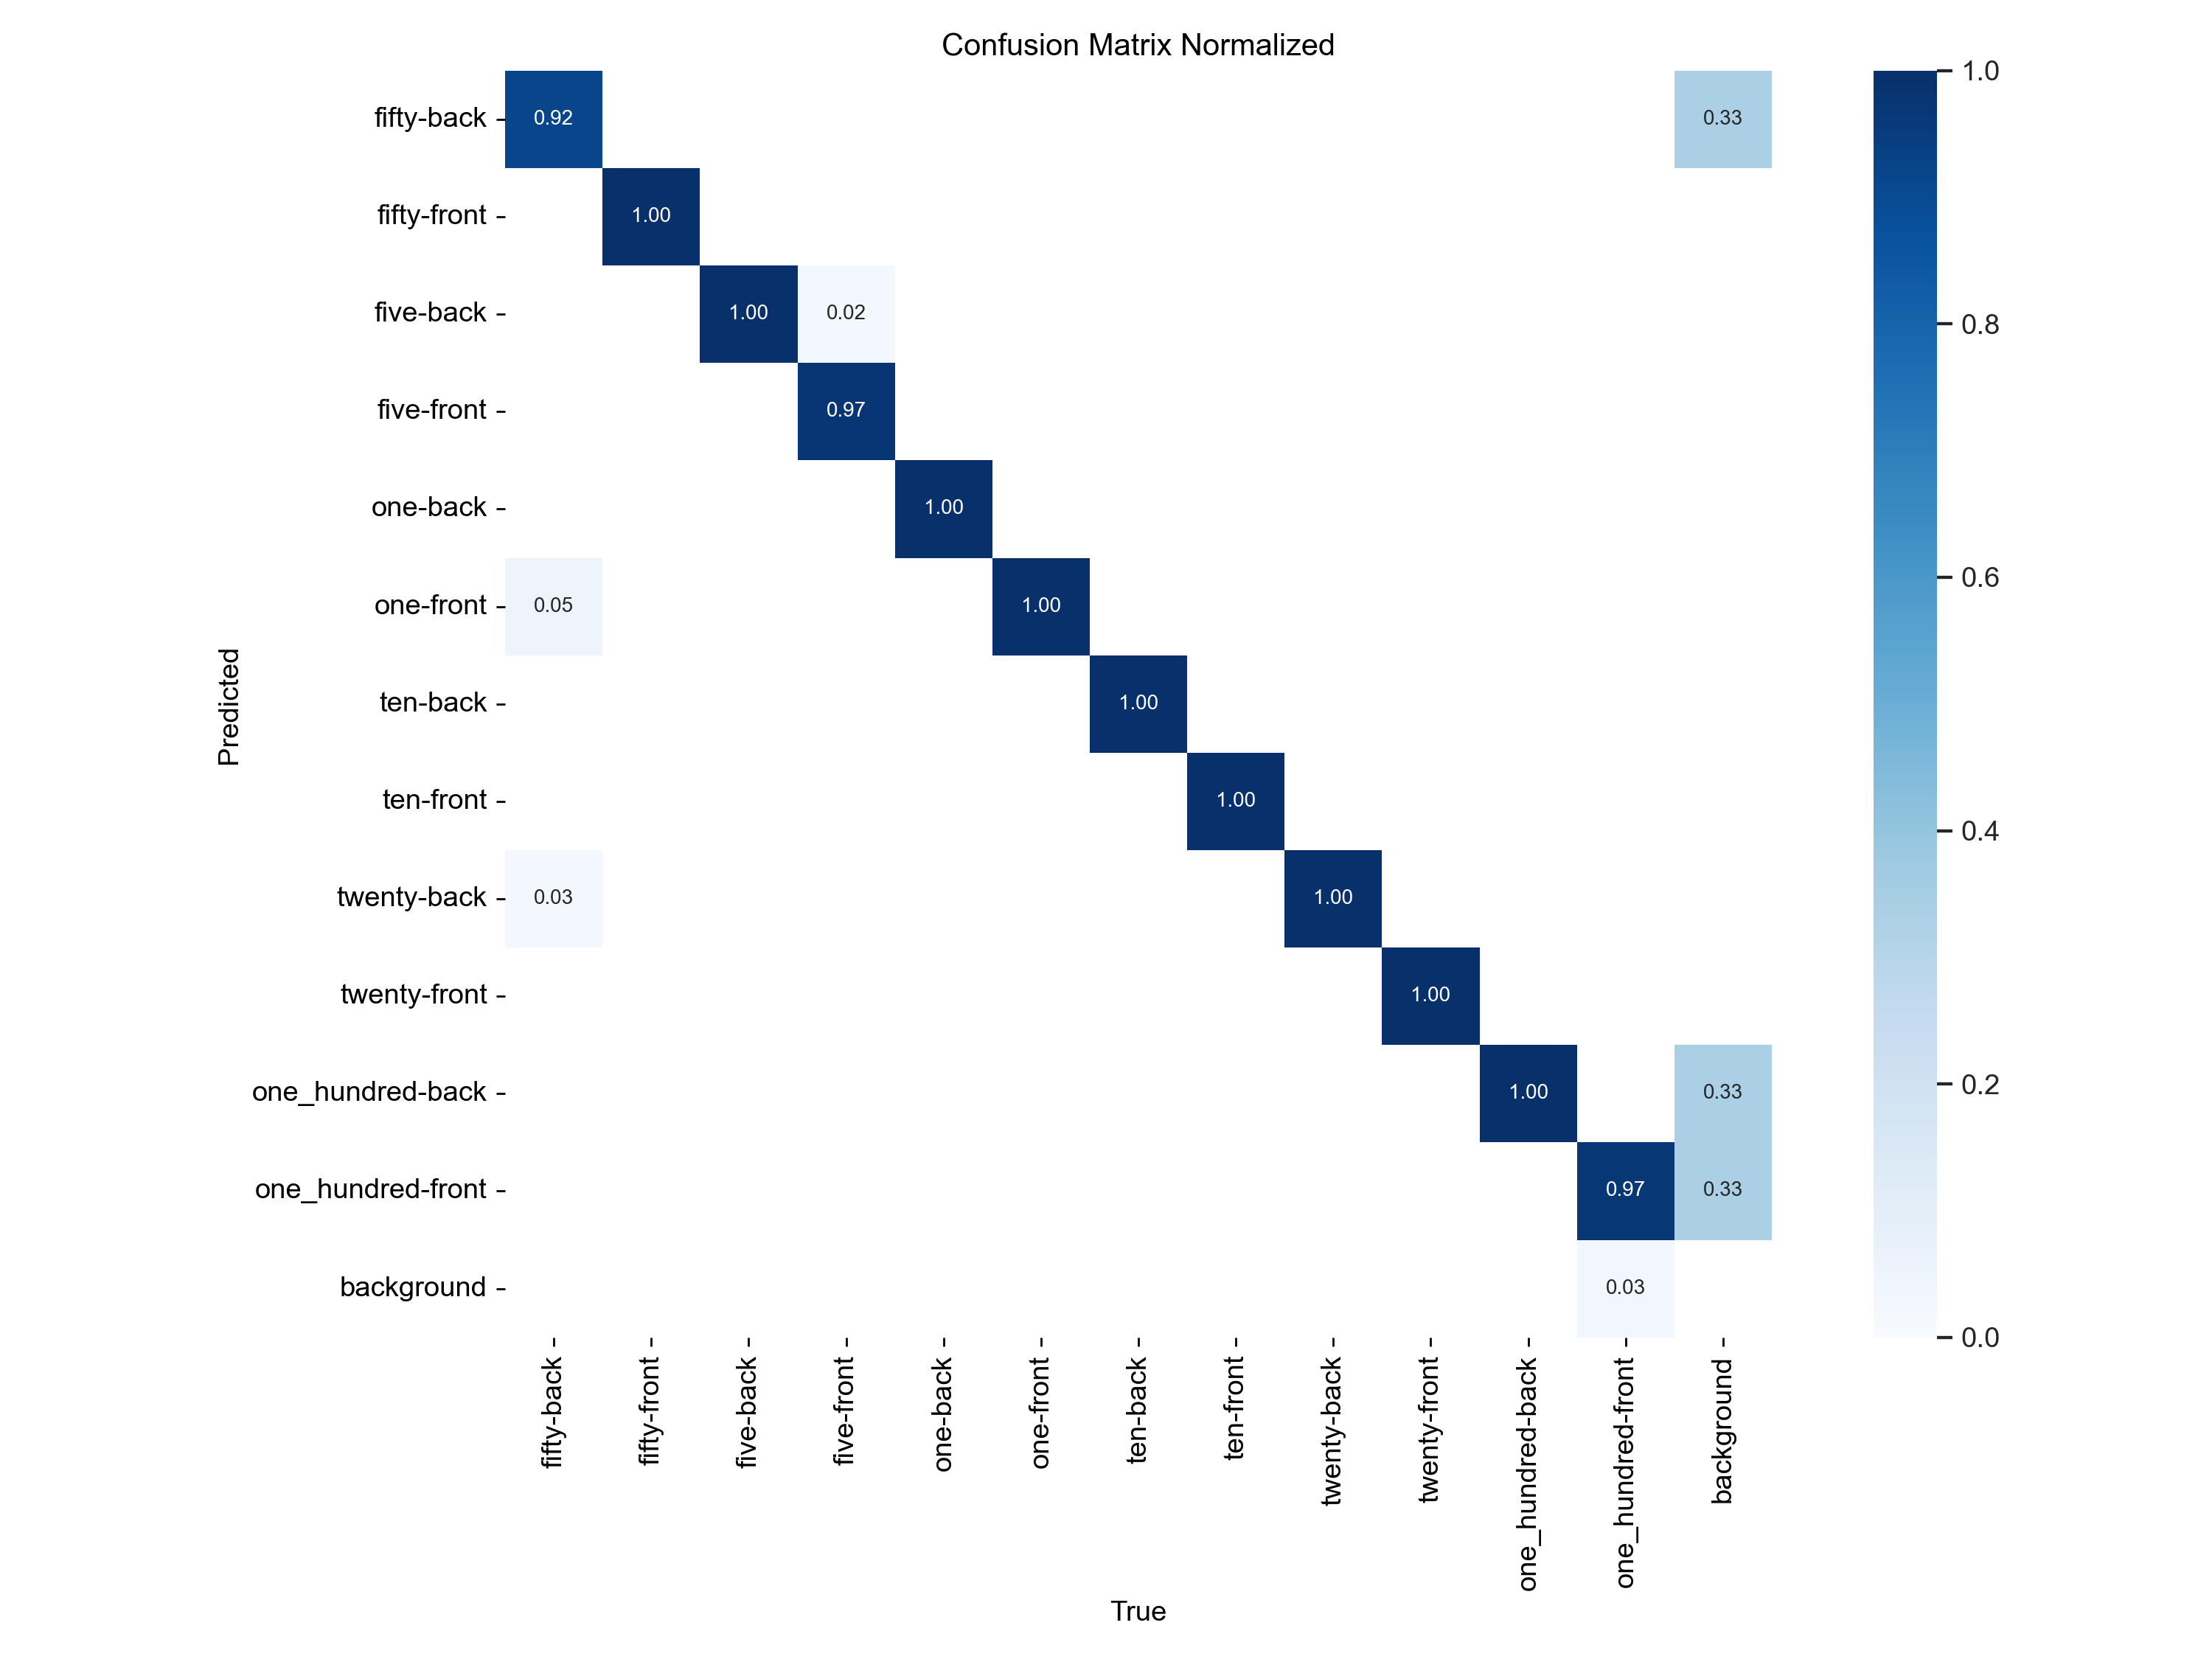 Confusion Matrix Normalized
fifty-back 0.92 0.33
fifty-front 1.00
five-back 1.00 0.02
five-front 0.97
one-back 1.00
one-front 0.05 1.00
ten-back 1.00
ten-front 1.00
twenty-back 0.03 1.00
twenty-front 1.00
one_hundred-back 1.00 0.33
one_hundred-front 0.97 0.33
background 0.03
Predicted
fifty-back
fifty-front
five-back
five-front
one-back
one-front
ten-back
ten-front
twenty-back
twenty-front
one_hundred-back
one_hundred-front
background
True
1.0
0.8
0.6
0.4
0.2
0.0